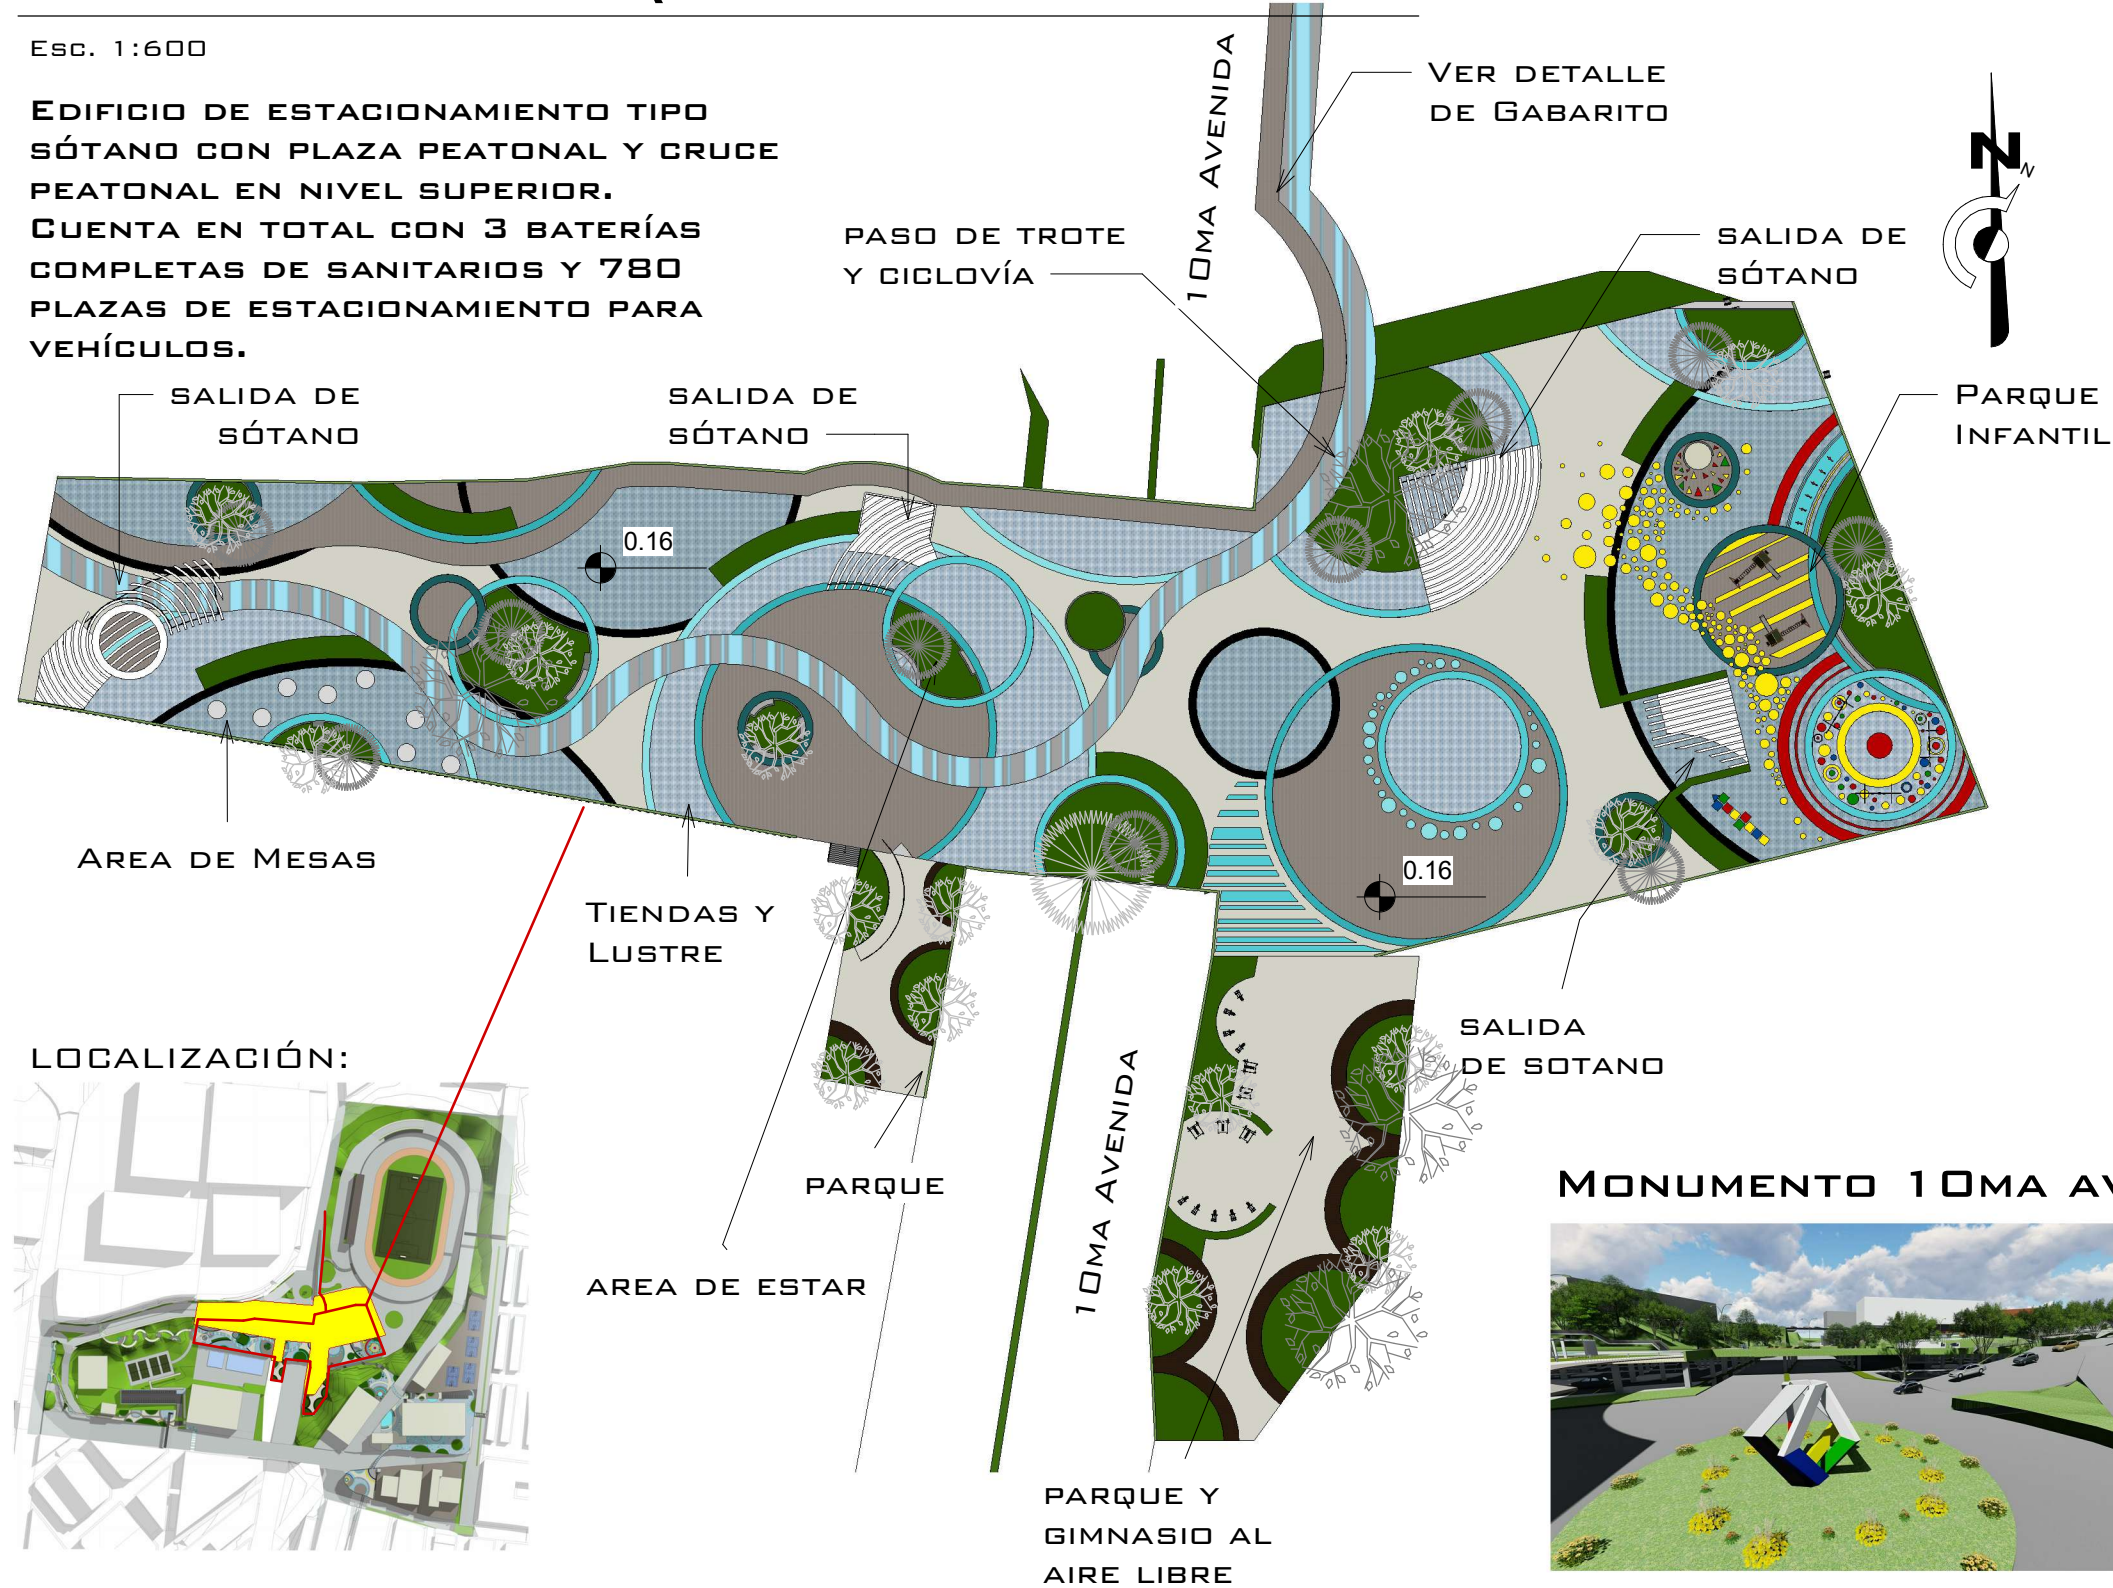 Esc. 1:600
EDIFICIO DE ESTACIONAMIENTO TIPO
SÓTANO CON PLAZA PEATONAL Y CRUCE
PEATONAL EN NIVEL SUPERIOR.
CUENTA EN TOTAL CON 3 BATERÍAS
COMPLETAS DE SANITARIOS Y 780
PLAZAS DE ESTACIONAMIENTO PARA
VEHÍCULOS.
10MA AVENIDA
VER DETALLE
DE GABARITO
N
N
PASO DE TROTE
Y CICLOVÍA
SALIDA DE
SÓTANO
SALIDA DE
SÓTANO
SALIDA DE
SÓTANO
PARQUE
INFANTIL
0.16
0.16
AREA DE MESAS
TIENDAS Y
LUSTRE
SALIDA
DE SOTANO
LOCALIZACIÓN:
PARQUE
AREA DE ESTAR
10MA AVENIDA
PARQUE Y
GIMNASIO AL
AIRE LIBRE
MONUMENTO 10MA